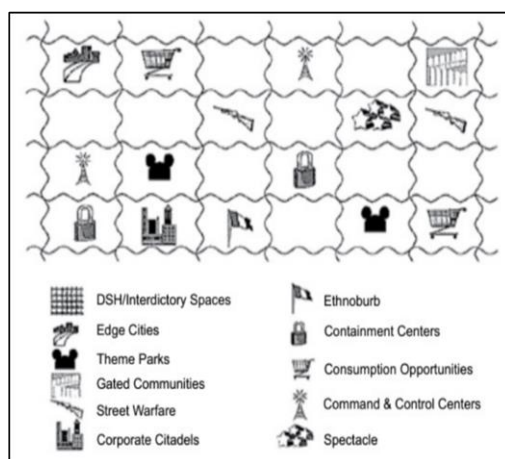 DSH/Interdictory Spaces
Edge Cities
Theme Parks
Gated Communities
Street Warfare
Corporate Citadels
Ethnoburb
Containment Centers
Consumption Opportunities
Command & Control Centers
Spectacle